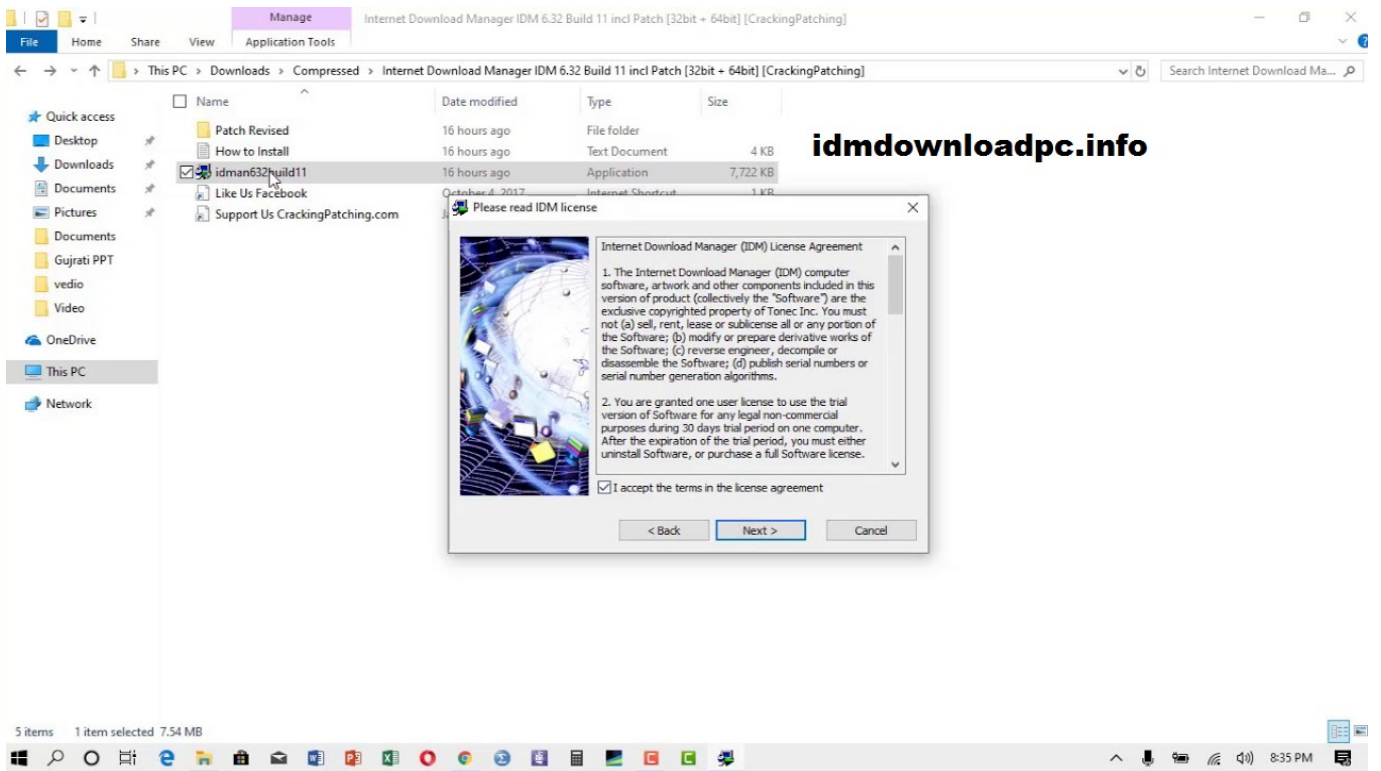 Manage
Internet Download Manager IDM 6.32 Build 11 incl Patch [32bit + 64bit] [CrackingPatching]
File Home Share View Application Tools
This PC > Downloads > Compressed > Internet Download Manager IDM 6.32 Build 11 incl Patch [32bit + 64bit] [CrackingPatching]
Search Internet Download Ma...
Name Date modified Type Size
Quick access
Desktop
Downloads
Documents
Pictures
Documents
Gujrati PPT
vedio
Video
OneDrive
This PC
Network
Patch Revised 16 hours ago File folder
How to Install 16 hours ago Text Document 4 KB
idman632build11 16 hours ago Application 7,722 KB
Like Us Facebook October 4, 2017 Internet Shortcut 1 KB
Support Us CrackingPatching.com
idmdownloadpc.info
Please read IDM license
Internet Download Manager (IDM) License Agreement
1. The Internet Download Manager (IDM) computer
software, artwork and other components included in this
version of product (collectively the "Software") are the
exclusive copyrighted property of Tonec Inc. You must
not (a) sell, rent, lease or sublicense all or any portion of
the Software; (b) modify or prepare derivative works of
the Software; (c) reverse engineer, decompile or
disassemble the Software; (d) publish serial numbers or
serial number generation algorithms.
2. You are granted one user license to use the trial
version of Software for any legal non-commercial
purposes during 30 days trial period on one computer.
After the expiration of the trial period, you must either
uninstall Software, or purchase a full Software license.
I accept the terms in the license agreement
< Back Next > Cancel
5 items 1 item selected 7.54 MB
8:35 PM